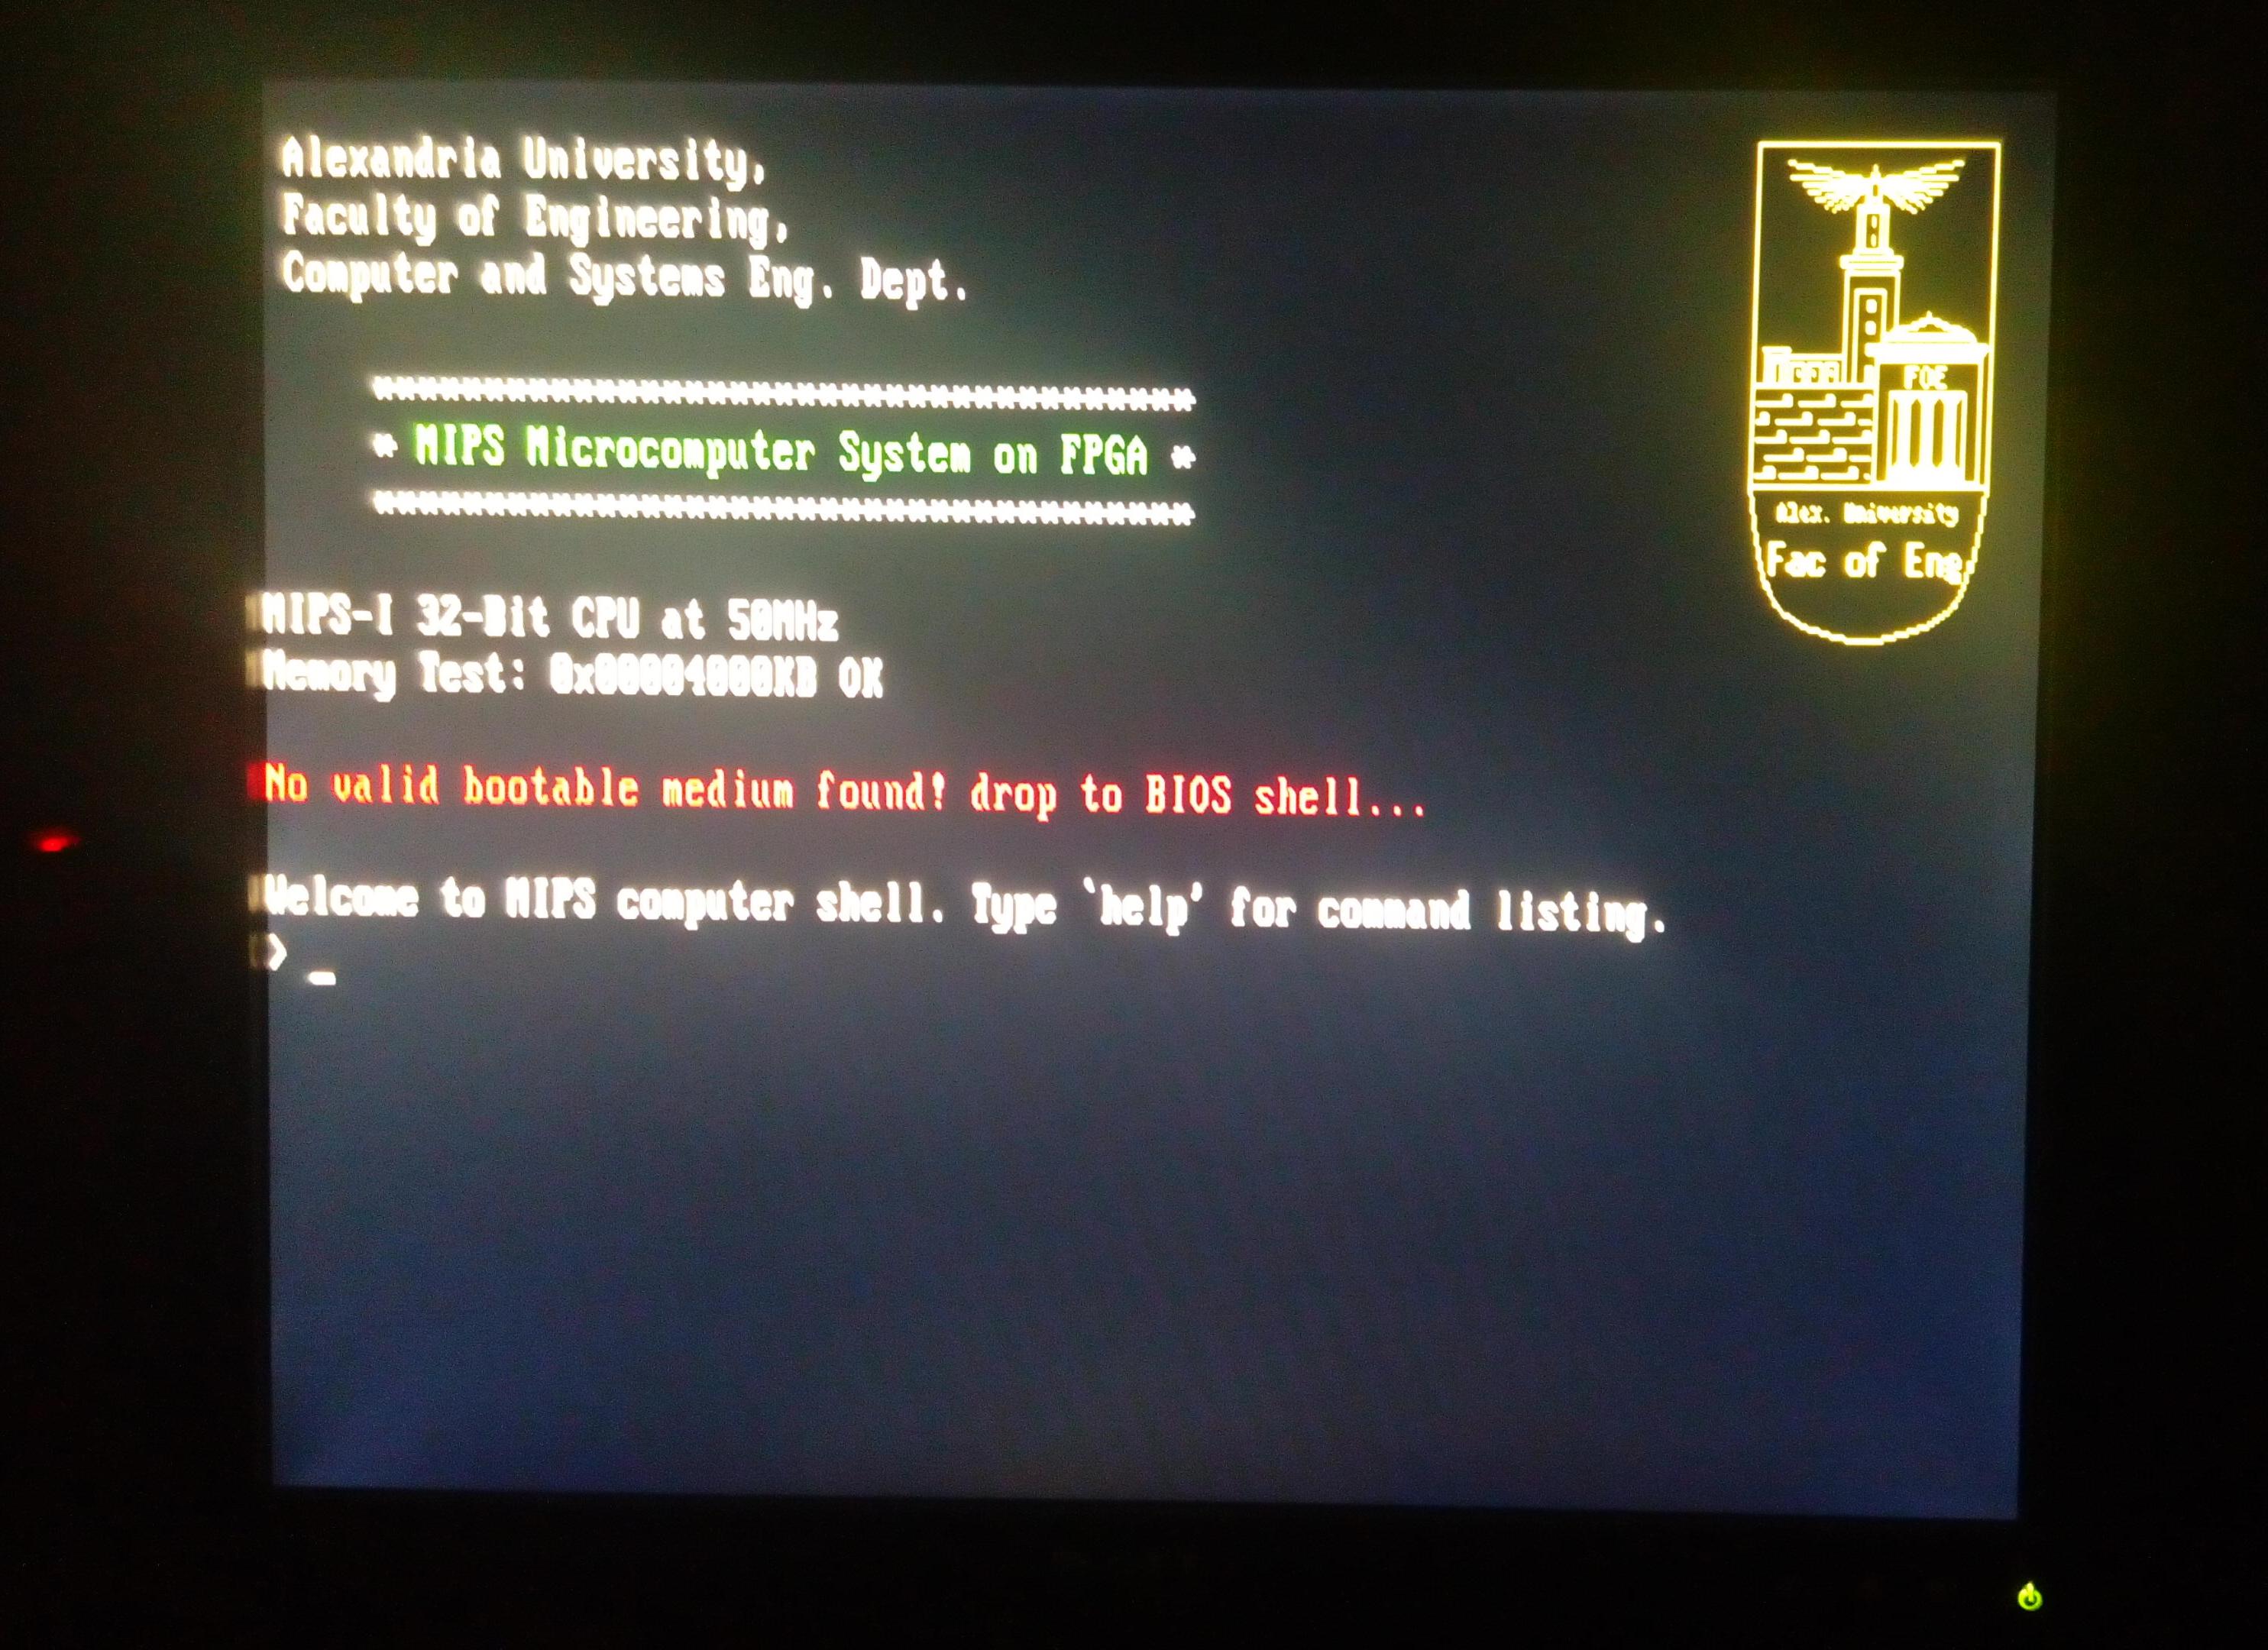 Alexandria University,
Faculty of Engineering,
Computer and Systems Eng. Dept.
*************************************
* MIPS Microcomputer System on FPGA *
*************************************
MIPS-I 32-Bit CPU at 50MHz
Memory Test: 0x00004000KB OK
No valid bootable medium found! drop to BIOS shell...
Welcome to MIPS computer shell. Type `help' for command listing.
> _
FOE
Alex. University
Fac of Eng